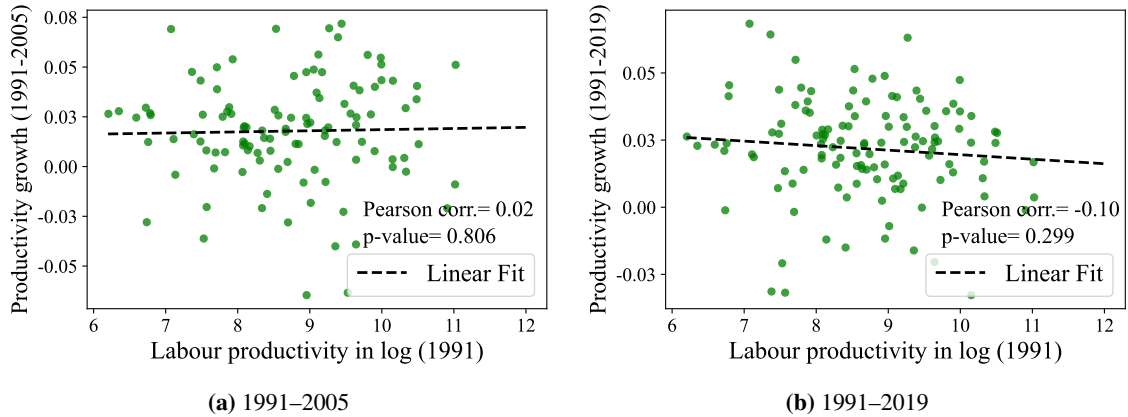 Productivity growth (1991-2005)
0.08
0.05
0.03
0.00
-0.03
-0.05
Pearson corr.= 0.02
p-value= 0.806
Linear Fit
6 7 8 9 10 11 12
Labour productivity in log (1991)
(a) 1991–2005
Productivity growth (1991-2019)
0.05
0.03
0.00
-0.03
Pearson corr.= -0.10
p-value= 0.299
Linear Fit
6 7 8 9 10 11 12
Labour productivity in log (1991)
(b) 1991–2019